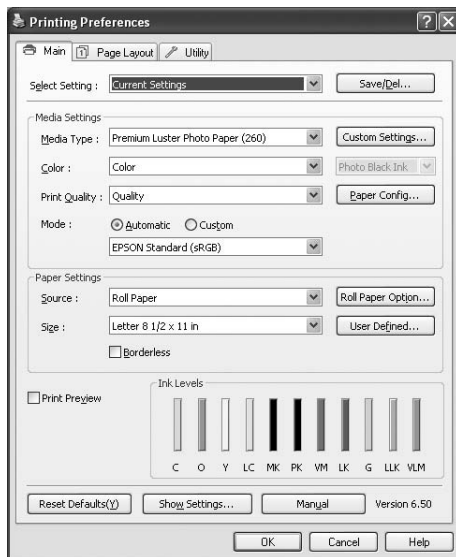 Printing Preferences
Main Page Layout Utility
Select Setting : Current Settings Save/Del...
Media Settings
Media Type : Premium Luster Photo Paper (260) Custom Settings...
Color : Color Photo Black Ink
Print Quality : Quality Paper Config...
Mode : Automatic Custom
EPSON Standard (sRGB)
Paper Settings
Source : Roll Paper Roll Paper Option...
Size : Letter 8 1/2 x 11 in User Defined...
Borderless
Print Preview
Ink Levels
C O Y LC MK PK VM LK G LLK VLM
Reset Defaults(Y) Show Settings... Manual Version 6.50
OK Cancel Help